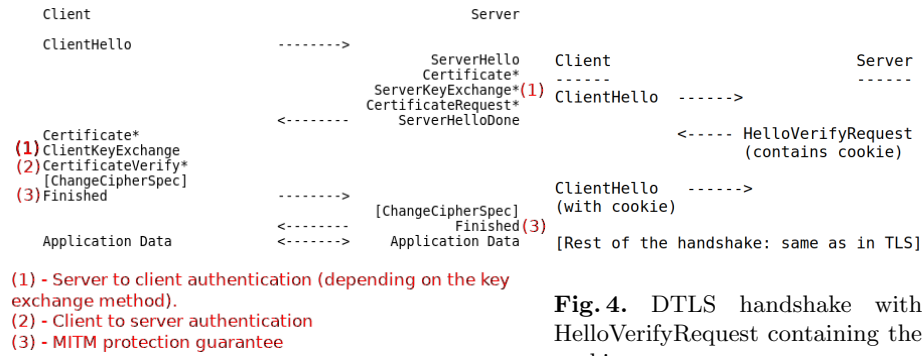 Client Server
ClientHello -------->
ServerHello
Certificate*
ServerKeyExchange*(1)
CertificateRequest*
<-------- ServerHelloDone
Certificate*
(1)ClientKeyExchange
(2)CertificateVerify*
[ChangeCipherSpec]
(3)Finished -------->
[ChangeCipherSpec]
<-------- Finished(3)
Application Data <-------> Application Data
(1) - Server to client authentication (depending on the key
exchange method).
(2) - Client to server authentication
(3) - MITM protection guarantee
Client Server
------ ------
ClientHello ------>
<----- HelloVerifyRequest
(contains cookie)
ClientHello ------>
(with cookie)
[Rest of the handshake: same as in TLS]
Fig. 4. DTLS handshake with
HelloVerifyRequest containing the